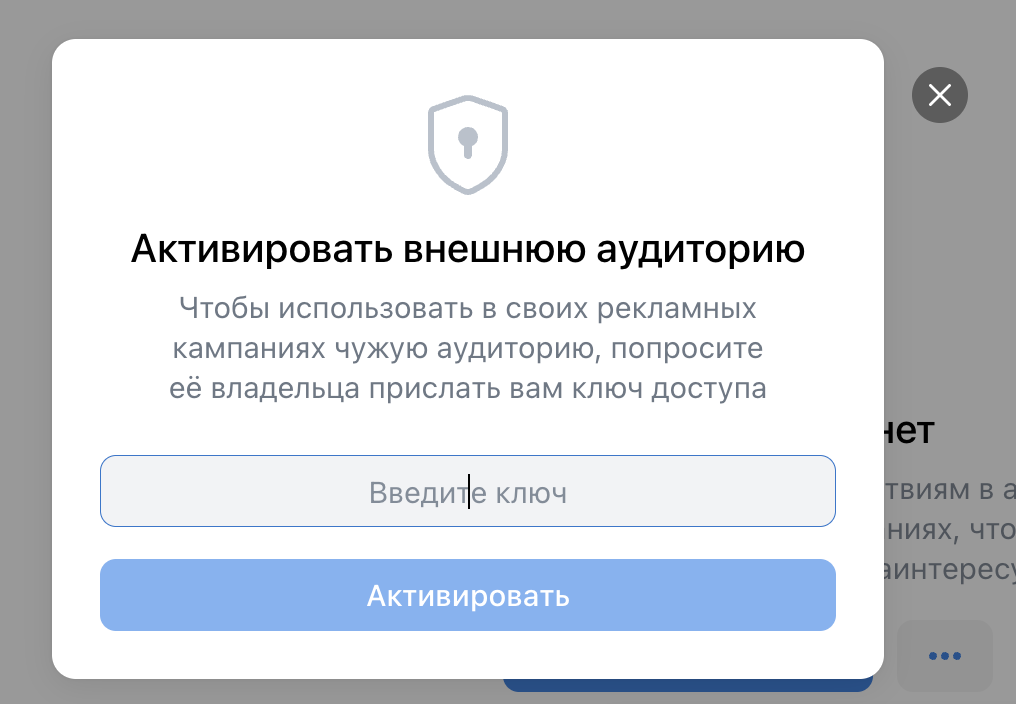 Активировать внешнюю аудиторию
Чтобы использовать в своих рекламных
кампаниях чужую аудиторию, попросите
её владельца прислать вам ключ доступа
нет
твиям в а
ниях, что
аинтересу
Введите ключ
Активировать